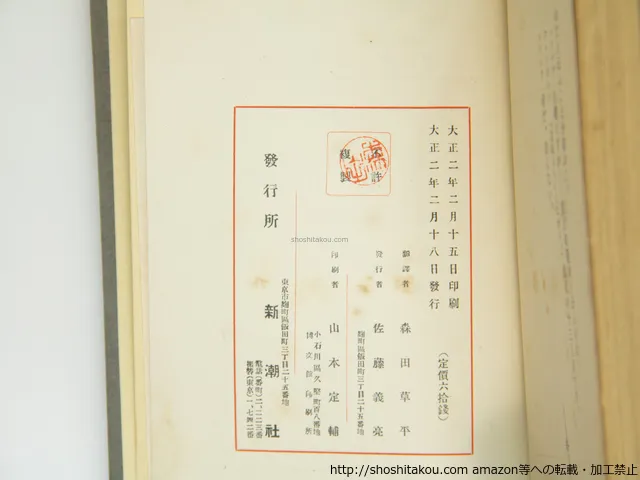 大正二年二月十五日印刷
大正二年二月十八日發行
(定價六拾錢)
不許
複製
飜譯者 森田草平
發行者 佐藤義亮
麹町區飯田町三丁目二十五番地
印刷者 山本定輔
小石川區久堅町百八番地
博文館印刷所
發行所 新潮社
東京市麹町區飯田町三丁目二十五番地
shoshitakou.com
http://shoshitakou.com amazon等への転載・加工禁止